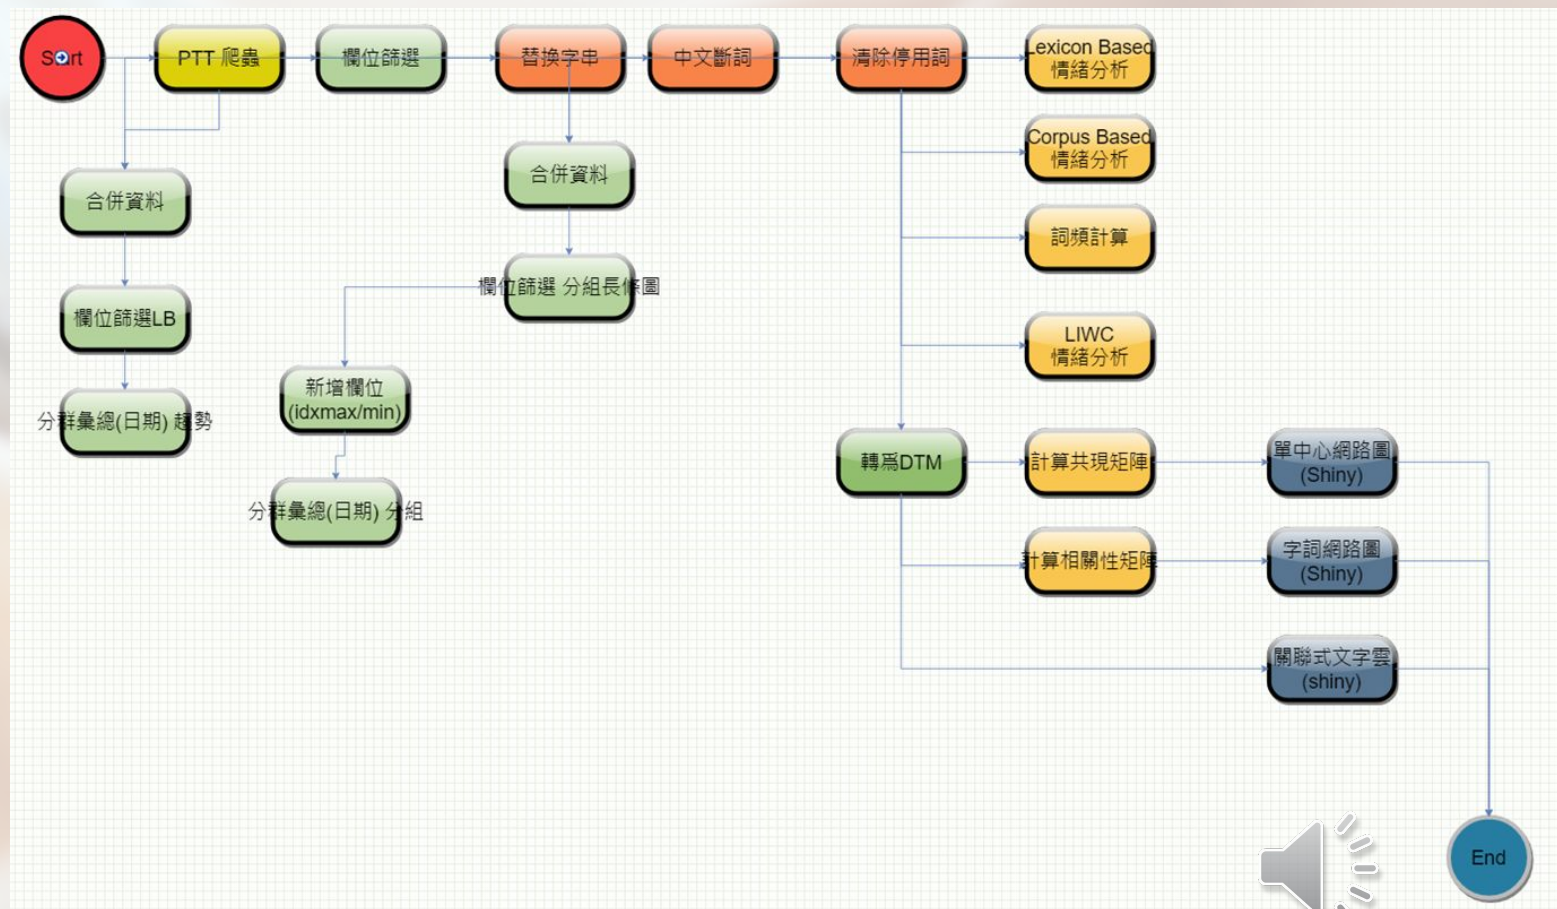 Start
PTT 爬蟲
欄位篩選
替換字串
中文斷詞
清除停用詞
Lexicon Based
情緒分析
Corpus Based
情緒分析
合併資料
合併資料
詞頻計算
欄位篩選 分組長條圖
欄位篩選LB
LIWC
情緒分析
新增欄位
(idxmax/min)
分群彙總(日期) 趨勢
轉為DTM
計算共現矩陣
單中心網路圖
(Shiny)
分群彙總(日期) 分組
計算相關性矩陣
字詞網路圖
(Shiny)
關聯式文字雲
(shiny)
End